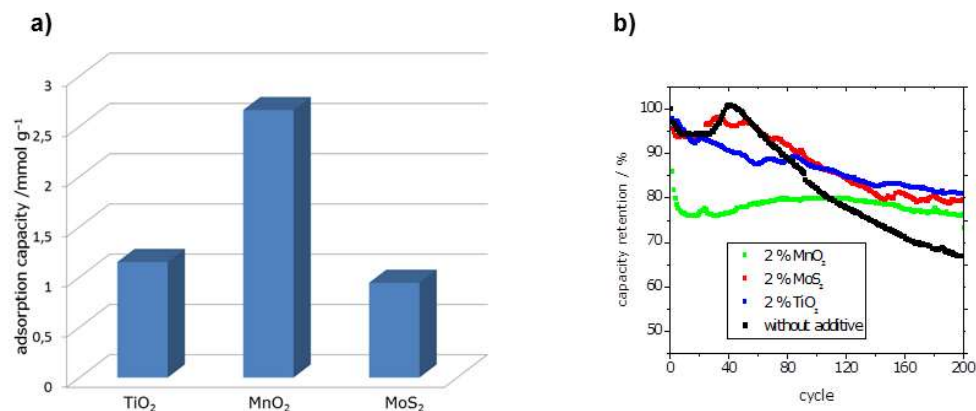 a)
adsorption capacity /mmol g⁻¹
3
2,5
2
1,5
1
0,5
0
TiO₂
MnO₂
MoS₂
b)
capacity retention / %
100
90
80
70
60
50
2 % MnO₂
2 % MoS₂
2 % TiO₂
without additive
0
40
80
120
160
200
cycle